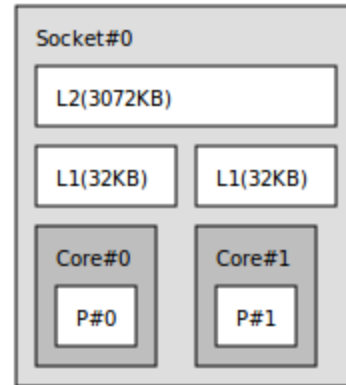 Socket#0
L2(3072KB)
L1(32KB) L1(32KB)
Core#0 Core#1
P#0 P#1